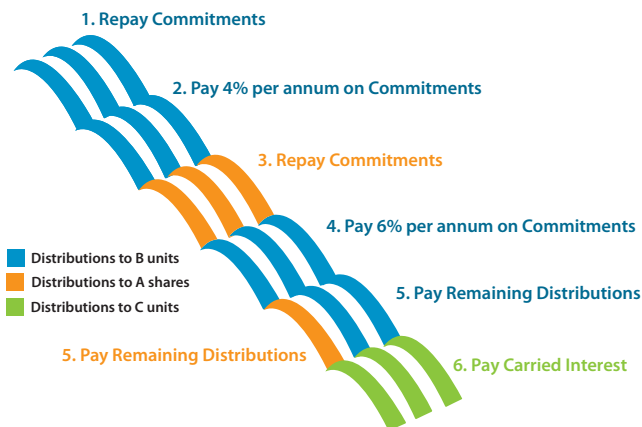 1. Repay Commitments
2. Pay 4% per annum on Commitments
3. Repay Commitments
4. Pay 6% per annum on Commitments
Distributions to B units
Distributions to A shares
Distributions to C units
5. Pay Remaining Distributions
5. Pay Remaining Distributions
6. Pay Carried Interest